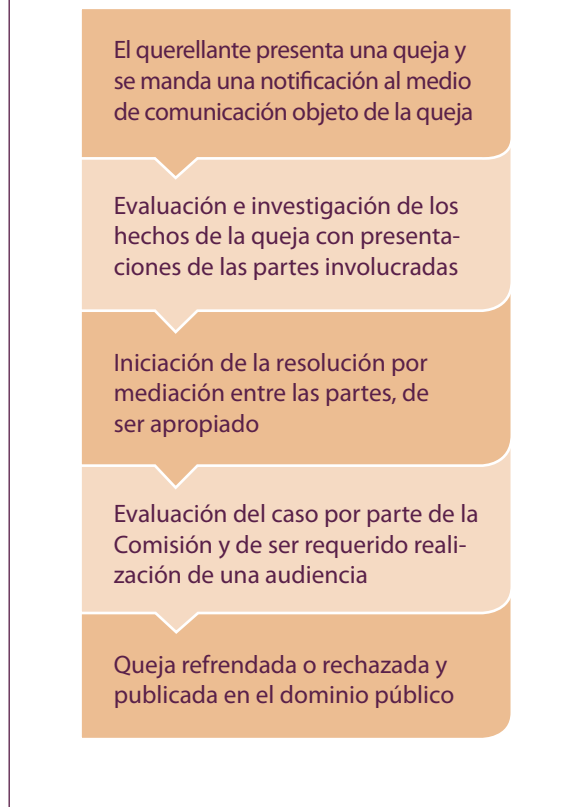 El querellante presenta una queja y
se manda una notificación al medio
de comunicación objeto de la queja
Evaluación e investigación de los
hechos de la queja con presenta-
ciones de las partes involucradas
Iniciación de la resolución por
mediación entre las partes, de
ser apropiado
Evaluación del caso por parte de la
Comisión y de ser requerido reali-
zación de una audiencia
Queja refrendada o rechazada y
publicada en el dominio público